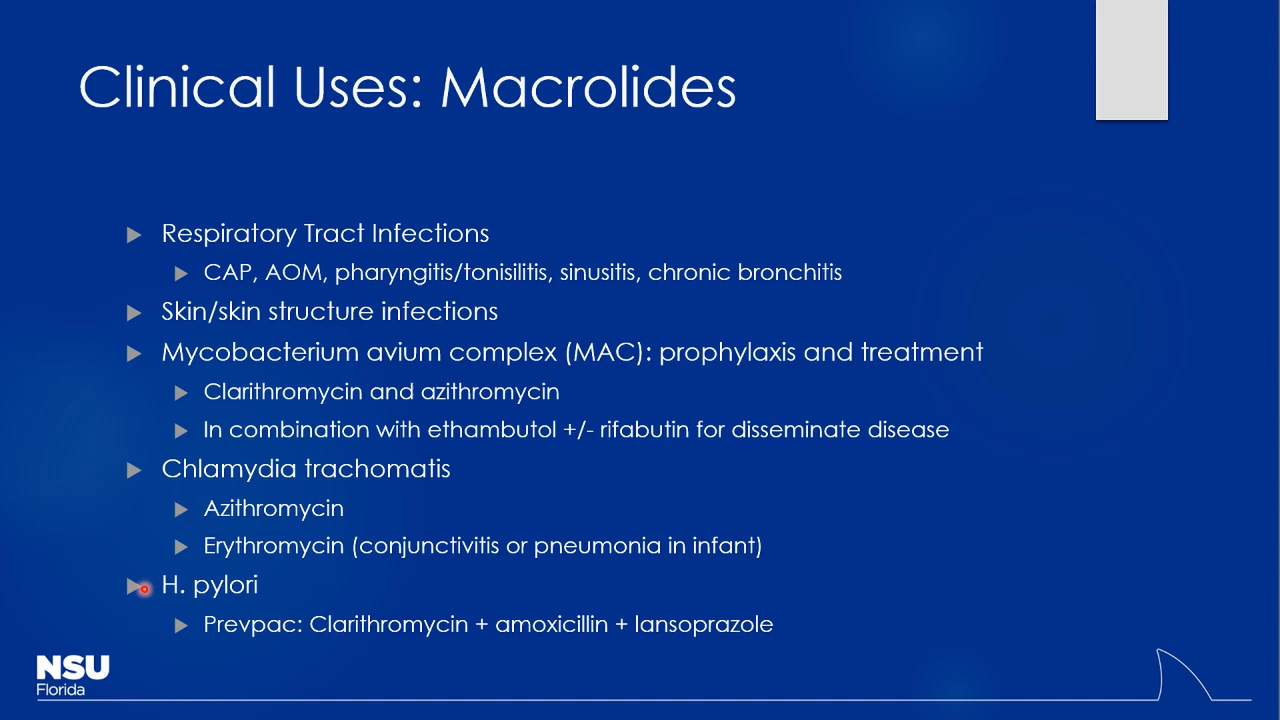 Clinical Uses: Macrolides
Respiratory Tract Infections
CAP, AOM, pharyngitis/tonisilitis, sinusitis, chronic bronchitis
Skin/skin structure infections
Mycobacterium avium complex (MAC): prophylaxis and treatment
Clarithromycin and azithromycin
In combination with ethambutol +/- rifabutin for disseminate disease
Chlamydia trachomatis
Azithromycin
Erythromycin (conjunctivitis or pneumonia in infant)
H. pylori
Prevpac: Clarithromycin + amoxicillin + lansoprazole
NSU
Florida